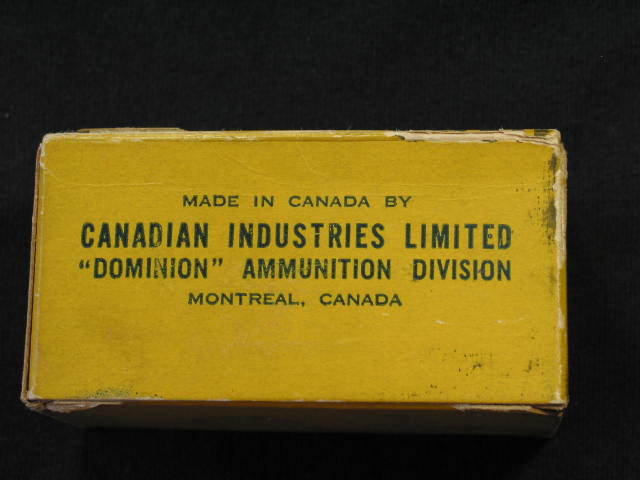 MADE IN CANADA BY
CANADIAN INDUSTRIES LIMITED
"DOMINION" AMMUNITION DIVISION
MONTREAL, CANADA